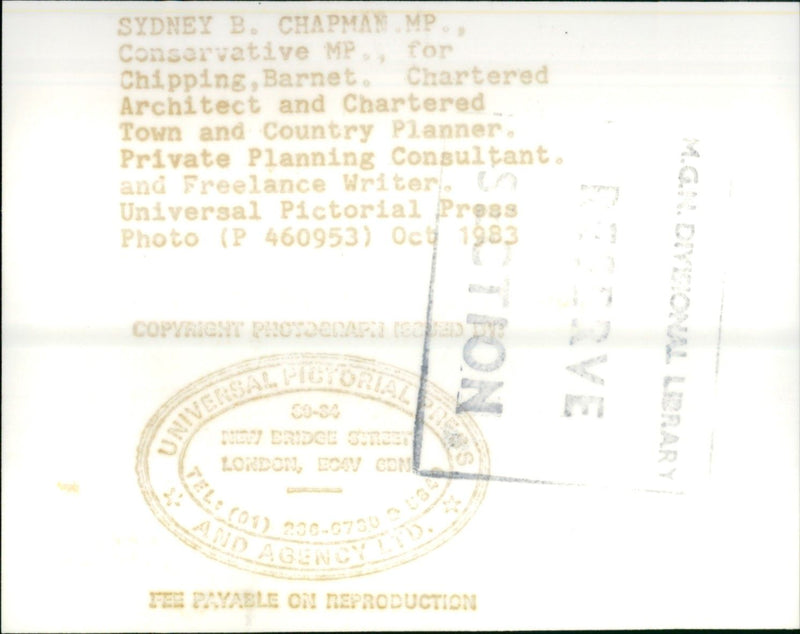 SYDNEY B. CHAPMAN.MP.,
Conservative MP., for
Chipping,Barnet. Chartered
Architect and Chartered
Town and Country Planner.
Private Planning Consultant.
and Freelance Writer.
Universal Pictorial Press
Photo (P 460953) Oct 1983
COPYRIGHT PHOTOGRAPH ISSUED BY
UNIVERSAL PICTORIAL PRESS
NEW BRIDGE STREET
LONDON, EC4V
TEL: (01)
AND AGENCY LTD.
FEE PAYABLE ON REPRODUCTION
M.G.N. DIVISIONAL LIBRARY
RESERVE
SECTION